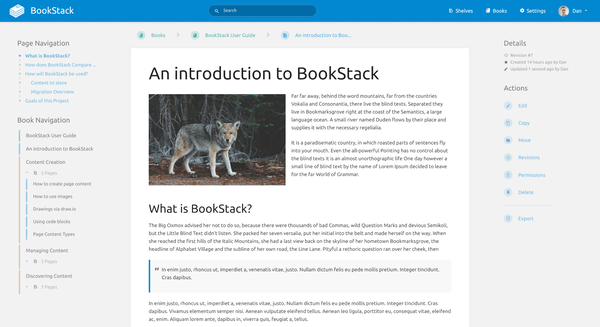 BookStack
Search
Shelves
Books
Settings
Dan
Page Navigation
What is BookStack?
How does BookStack Compare ...
How will BookStack be used?
Content to store
Migration Overview
Goals of this Project
Book Navigation
BookStack User Guide
An introduction to BookStack
Content Creation
5 Pages
How to create page content
How to use images
Drawings via draw.io
Using code blocks
Page Content Types
Managing Content
3 Pages
Discovering Content
2 Pages
Books
BookStack User Guide
An introduction to Boo...
An introduction to BookStack
Far far away, behind the word mountains, far from the countries
Vokalia and Consonantia, there live the blind texts. Separated they
live in Bookmarksgrove right at the coast of the Semantics, a large
language ocean. A small river named Duden flows by their place and
supplies it with the necessary regelialia.
It is a paradisematic country, in which roasted parts of sentences fly
into your mouth. Even the all-powerful Pointing has no control about
the blind texts it is an almost unorthographic life One day however a
small line of blind text by the name of Lorem Ipsum decided to leave
for the far World of Grammar.
What is BookStack?
The Big Oxmox advised her not to do so, because there were thousands of bad Commas, wild Question Marks and devious Semikoli,
but the Little Blind Text didn't listen. She packed her seven versalia, put her initial into the belt and made herself on the way. When
she reached the first hills of the Italic Mountains, she had a last view back on the skyline of her hometown Bookmarksgrove, the
headline of Alphabet Village and the subline of her own road, the Line Lane. Pityful a rethoric question ran over her cheek, then
In enim justo, rhoncus ut, imperdiet a, venenatis vitae, justo. Nullam dictum felis eu pede mollis pretium. Integer tincidunt.
Cras dapibus.
In enim justo, rhoncus ut, imperdiet a, venenatis vitae, justo. Nullam dictum felis eu pede mollis pretium. Integer tincidunt. Cras
dapibus. Vivamus elementum semper nisi. Aenean vulputate eleifend tellus. Aenean leo ligula, porttitor eu, consequat vitae, eleifend
ac, enim. Aliquam lorem ante, dapibus in, viverra quis, feugiat a, tellus.
Details
Revision #7
Created 14 hours ago by Dan
Updated 1 second ago by Dan
Actions
Edit
Copy
Move
Revisions
Permissions
Delete
Export